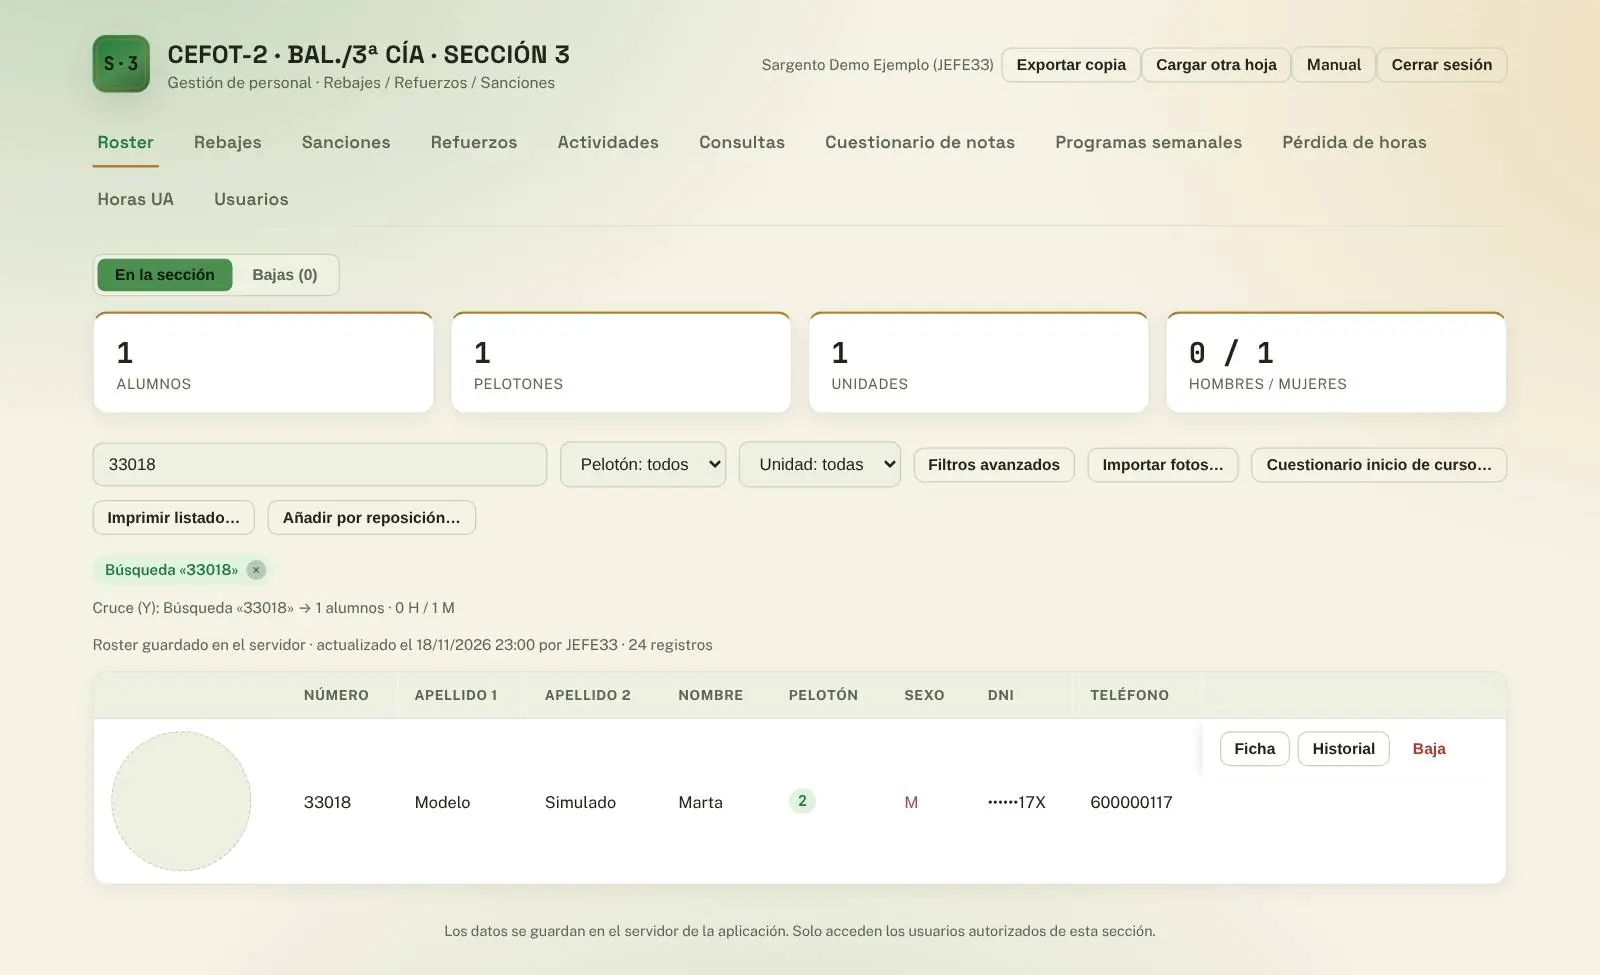 S·3
CEFOT-2 · BAL./3ª CÍA · SECCIÓN 3
Gestión de personal · Rebajes / Refuerzos / Sanciones
Sargento Demo Ejemplo (JEFE33) Exportar copia Cargar otra hoja Manual Cerrar sesión
Roster Rebajes Sanciones Refuerzos Actividades Consultas Cuestionario de notas Programas semanales Pérdida de horas
Horas UA Usuarios
En la sección Bajas (0)
1 1 1 0 / 1
ALUMNOS PELOTONES UNIDADES HOMBRES / MUJERES
33018 Pelotón: todos Unidad: todas Filtros avanzados Importar fotos... Cuestionario inicio de curso...
Imprimir listado... Añadir por reposición...
Búsqueda «33018» ×
Cruce (Y): Búsqueda «33018» → 1 alumnos · 0 H / 1 M
Roster guardado en el servidor · actualizado el 18/11/2026 23:00 por JEFE33 · 24 registros
NÚMERO APELLIDO 1 APELLIDO 2 NOMBRE PELOTÓN SEXO DNI TELÉFONO
Ficha Historial Baja
33018 Modelo Simulado Marta 2 M ••••••17X 600000117
Los datos se guardan en el servidor de la aplicación. Solo acceden los usuarios autorizados de esta sección.